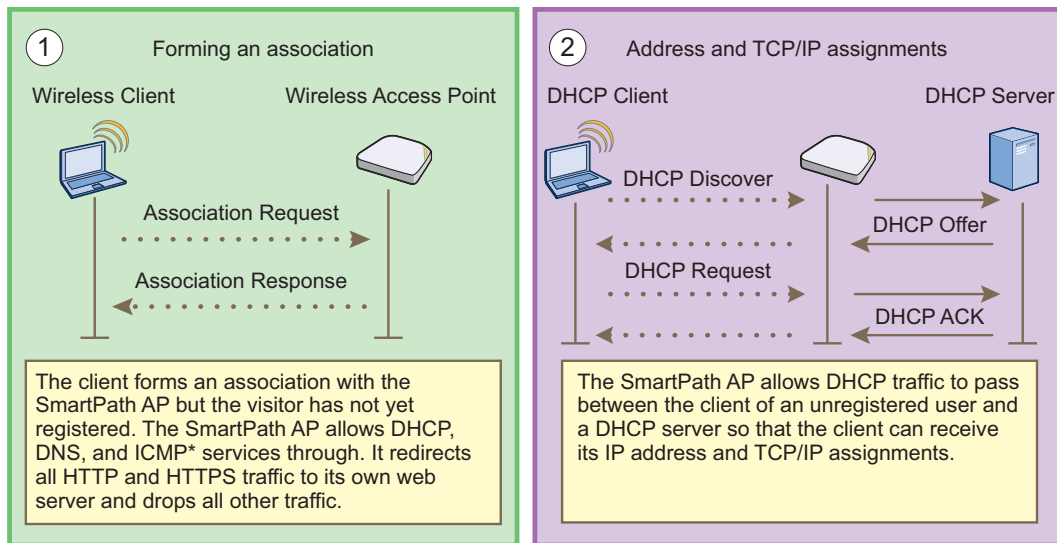 1
Forming an association
Wireless Client
Wireless Access Point
Association Request
Association Response
The client forms an association with the
SmartPath AP but the visitor has not yet
registered. The SmartPath AP allows DHCP,
DNS, and ICMP* services through. It redirects
all HTTP and HTTPS traffic to its own web
server and drops all other traffic.
2
Address and TCP/IP assignments
DHCP Client
DHCP Server
DHCP Discover
DHCP Offer
DHCP Request
DHCP ACK
The SmartPath AP allows DHCP traffic to pass
between the client of an unregistered user and
a DHCP server so that the client can receive
its IP address and TCP/IP assignments.